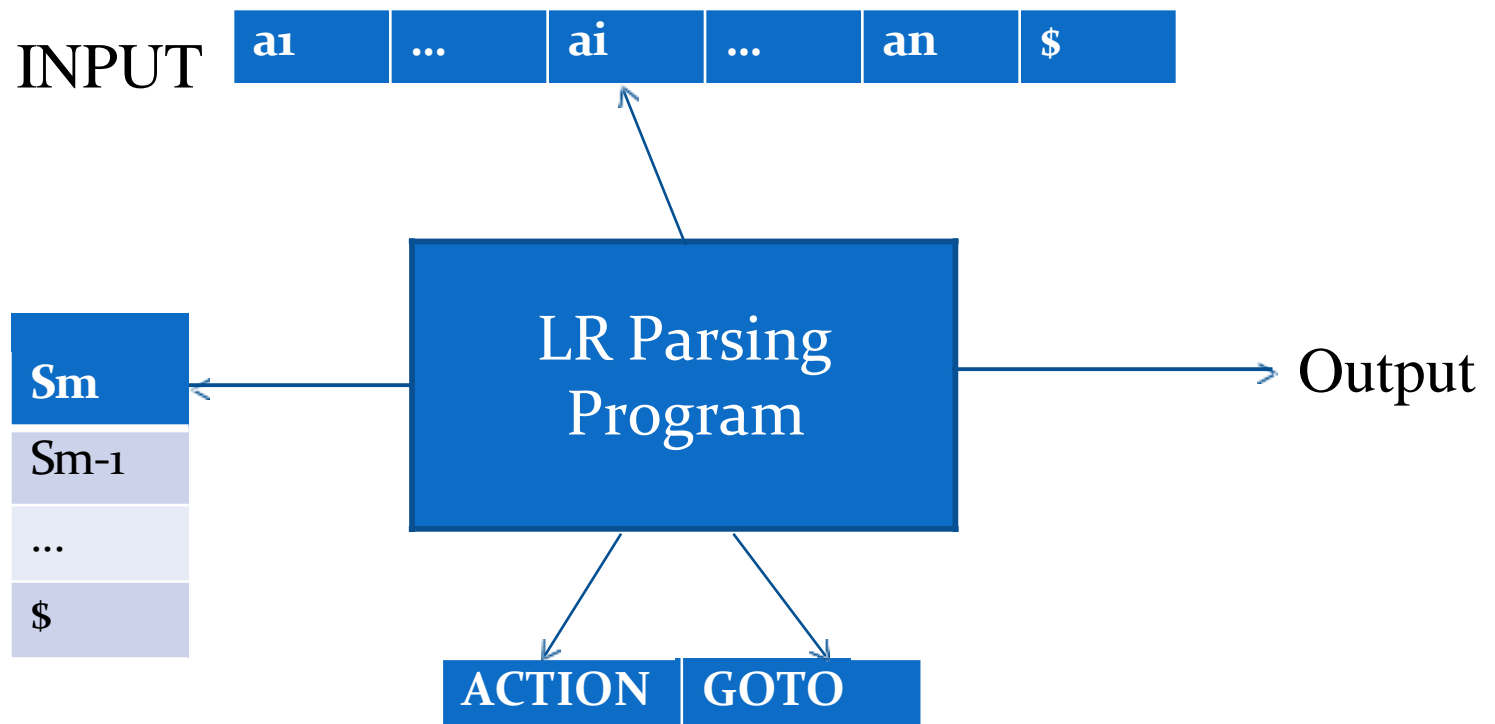 INPUT a1 ... ai ... an $
LR Parsing
Program
Output
Sm
Sm-1
...
$
ACTION GOTO